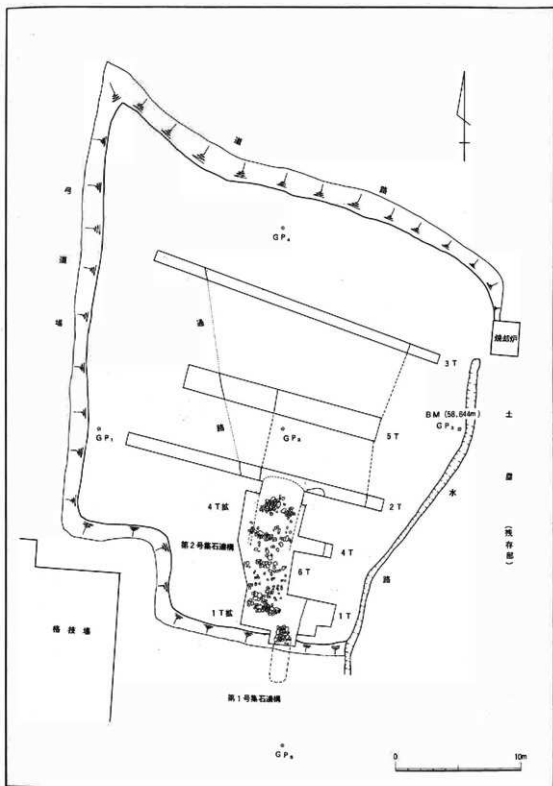 道路
弓道場
GP₄
焼却炉
3T
通路
BM (58.644m)
GP₃
土塁(残存部)
5T
GP₁
GP₂
水路
2T
4T拡
第2号集石遺構
4T
6T
1T拡
1T
格技場
第1号集石遺構
0 10m